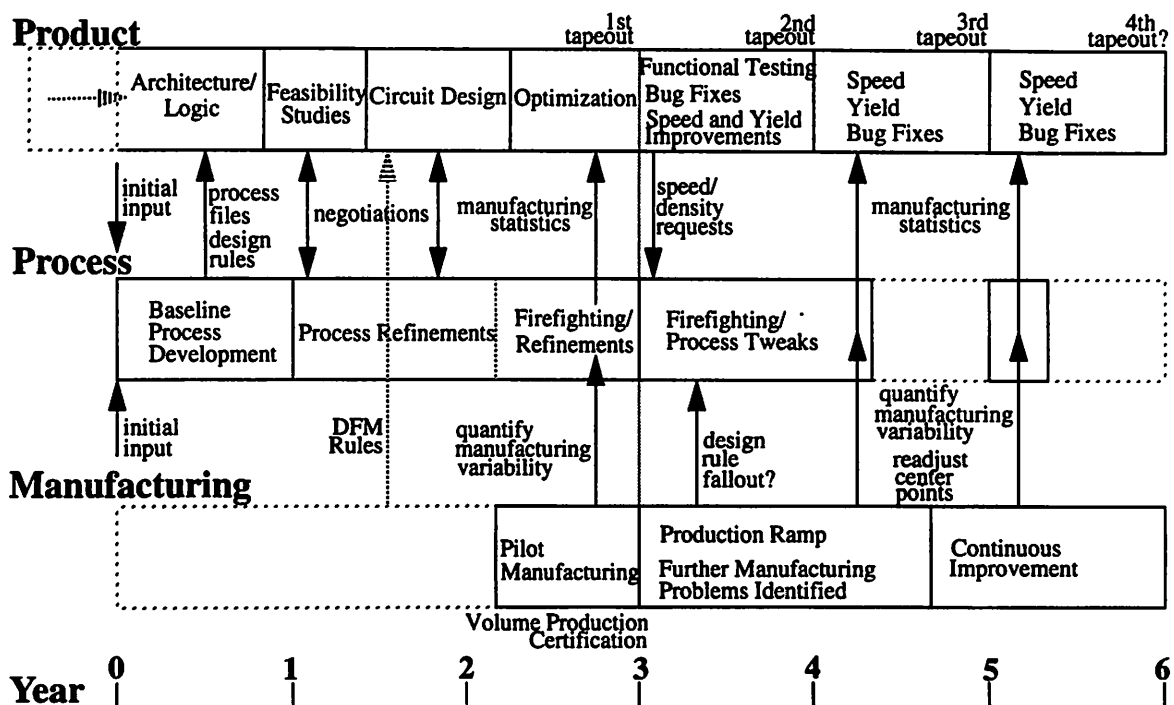 Product
1st
tapeout
2nd
tapeout
3rd
tapeout
4th
tapeout?
Architecture/
Logic
Feasibility
Studies
Circuit Design
Optimization
Functional Testing
Bug Fixes
Speed and Yield
Improvements
Speed
Yield
Bug Fixes
Speed
Yield
Bug Fixes
initial
input
process
files
design
rules
negotiations
manufacturing
statistics
speed/
density
requests
manufacturing
statistics
Process
Baseline
Process
Development
Process Refinements
Firefighting/
Refinements
Firefighting/
Process Tweaks
initial
input
DFM
Rules
quantify
manufacturing
variability
design
rule
fallout?
quantify
manufacturing
variability
readjust
center
points
Manufacturing
Pilot
Manufacturing
Production Ramp
Further Manufacturing
Problems Identified
Continuous
Improvement
Volume Production
Certification
Year
0
1
2
3
4
5
6